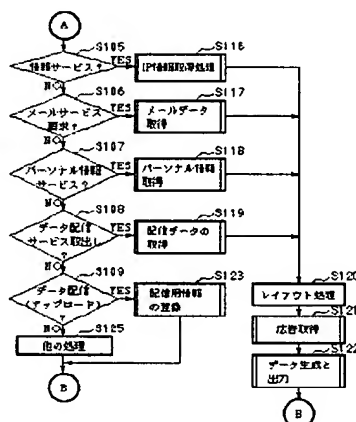 A
S105
情報サービス?
YES
S116
IP情報取得処理
NO
S106
メールサービス
要求?
YES
S117
メールデータ
取得
NO
S107
パーソナル情報
サービス?
YES
S118
パーソナル情報
取得
NO
S108
データ配信
サービス取出し
?
YES
S119
配信データの
取得
NO
S109
データ配信
(アップロード)
?
YES
S123
配信用情報
の登録
NO
S125
他の処理
B
S120
レイアウト処理
S121
広告取得
S122
データ生成と
出力
B